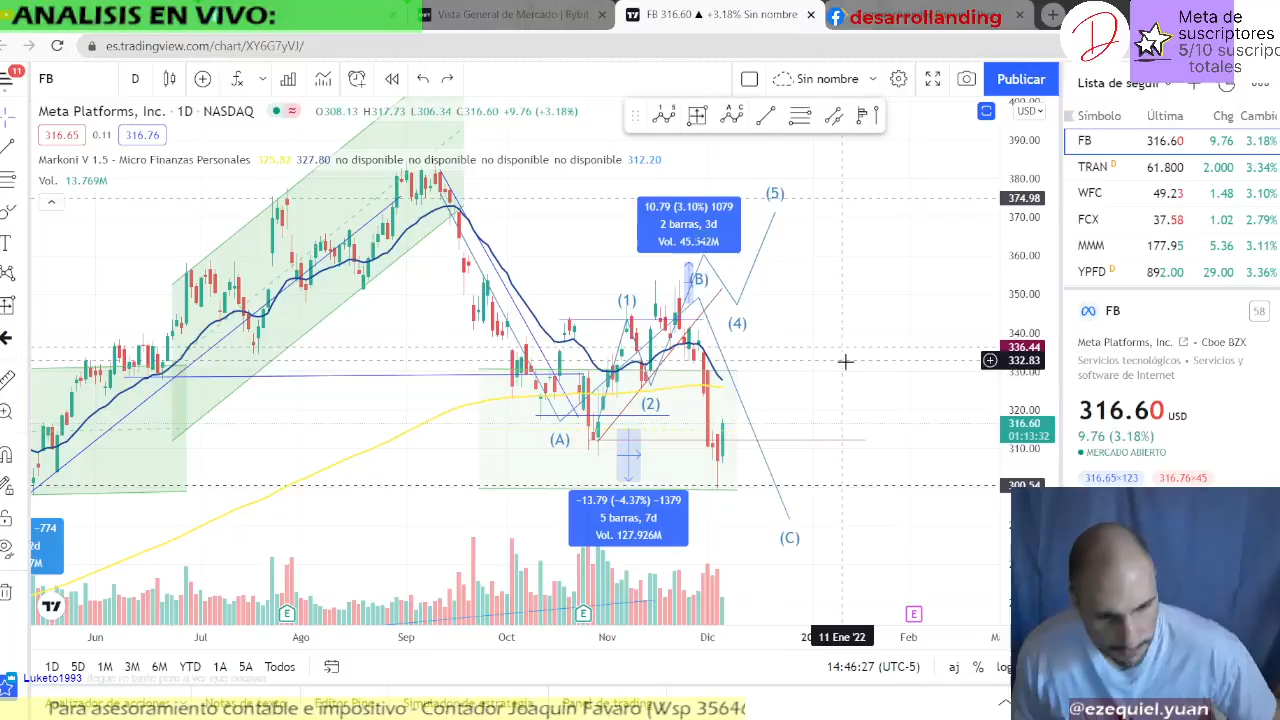 ANALISIS EN VIVO:
Vista General de Mercado | Bybit
FB 316.60 ▲ +3.18% Sin nombre
desarrollanding
Meta de
suscriptores
5/10 suscripto
totales
es.tradingview.com/chart/XY6G7yVJ/
11
FB
D
Sin nombre
Publicar
Lista de segui
Meta Platforms, Inc. · 1D · NASDAQ
O308.13 H317.73 L306.34 C316.60 +9.76 (+3.18%)
316.65
0.11
316.76
Markoni V 1.5 - Micro Finanzas Personales 325.82 327.80 no disponible no disponible no disponible no disponible 312.20
Vol. 13.769M
USD
Símbolo
Última
Chg
Cambi
FB 316.60 9.76 3.18%
TRAN D 61.800 2.000 3.34%
WFC 49.23 1.48 3.10%
FCX 37.58 1.02 2.79%
MMM 177.95 5.36 3.11%
YPFD D 892.00 29.00 3.36%
390.00
380.00
374.98
370.00
360.00
350.00
340.00
336.44
332.83
330.00
320.00
316.60
01:13:32
310.00
300.54
10.79 (3.10%) 1079
2 barras, 3d
Vol. 45.542M
(5)
(B)
(1)
(4)
(2)
(A)
(C)
−13.79 (−4.37%) −1379
5 barras, 7d
Vol. 127.926M
−774
E
E
E
Jun
Jul
Ago
Sep
Oct
Nov
Dic
11 Ene '22
Feb
FB
58
Meta Platforms, Inc.
• Cboe BZX
Servicios tecnológicos • Servicios y
software de Internet
316.60 USD
9.76 (3.18%)
MERCADO ABIERTO
316.65×123
316.76×45
1D
5D
1M
3M
6M
YTD
1A
5A
Todos
14:46:27 (UTC-5)
aj
%
log
Luketo1993
Para asesoramiento contable e impositivo - Contador Joaquin Favaro (Wsp 35646
@ezequiel.yuan